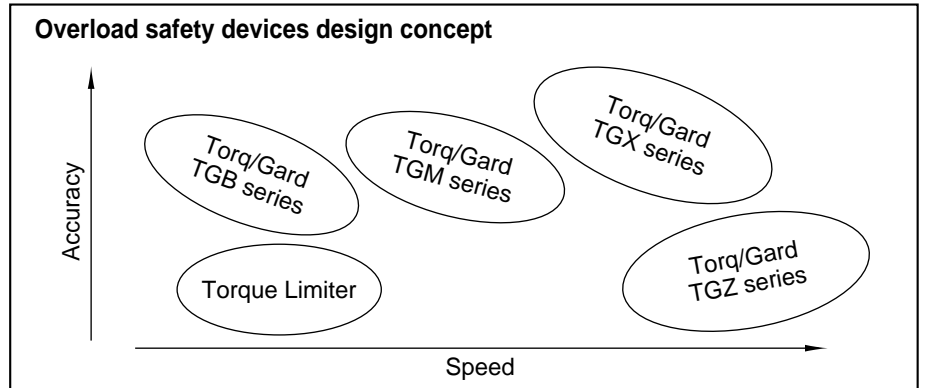 Overload safety devices design concept
Accuracy
Torq/Gard
TGB series
Torq/Gard
TGM series
Torq/Gard
TGX series
Torque Limiter
Torq/Gard
TGZ series
Speed